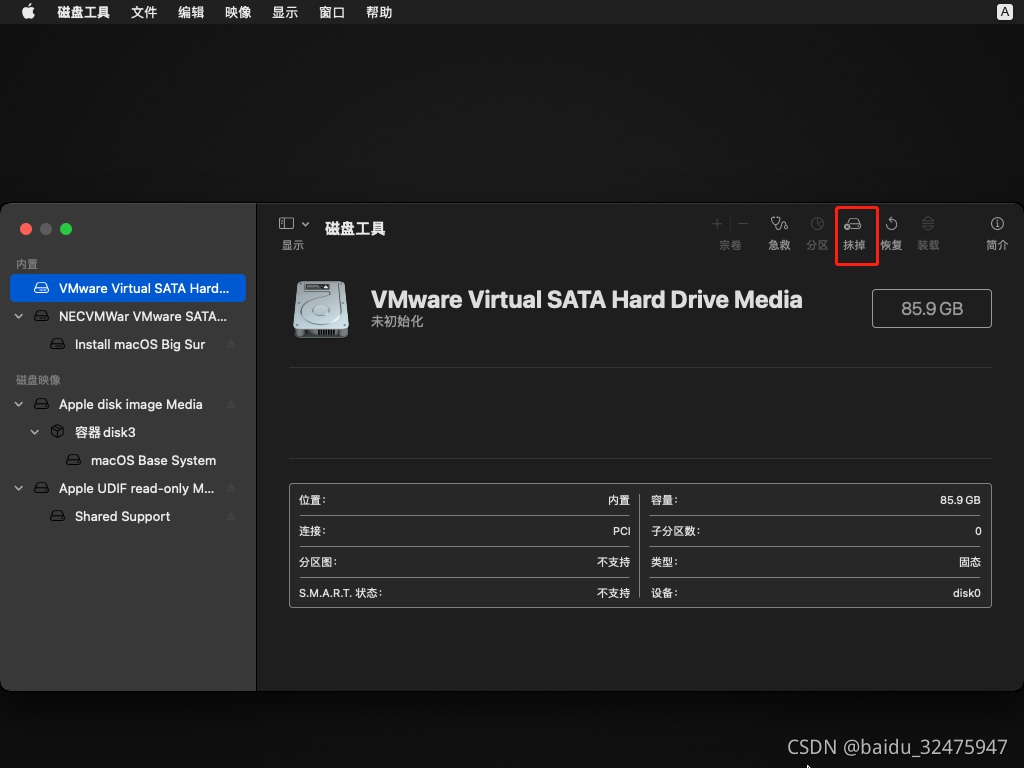 磁盘工具 文件 编辑 映像 显示 窗口 帮助 A
显示
磁盘工具
宗卷 急救 分区 抹掉 恢复 装载 简介
内置
VMware Virtual SATA Hard...
NECVMWar VMware SATA...
Install macOS Big Sur
磁盘映像
Apple disk image Media
容器 disk3
macOS Base System
Apple UDIF read-only M...
Shared Support
VMware Virtual SATA Hard Drive Media
未初始化
85.9 GB
位置: 内置 容量: 85.9 GB
连接: PCI 子分区数: 0
分区图: 不支持 类型: 固态
S.M.A.R.T. 状态: 不支持 设备: disk0
CSDN @baidu_32475947